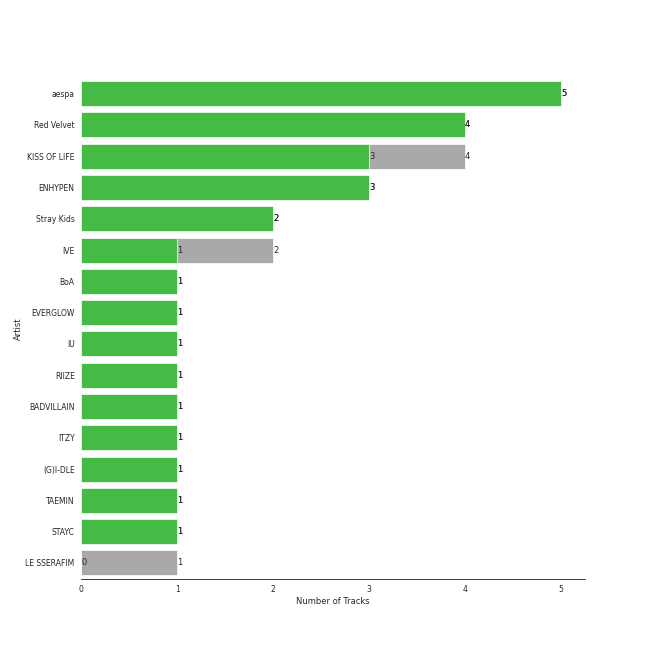 aespa 5
Red Velvet 4
KISS OF LIFE 3 4
ENHYPEN 3
Stray Kids 2
IVE 1 2
BoA 1
EVERGLOW 1
IU 1
RIIZE 1
BADVILLAIN 1
ITZY 1
(G)I-DLE 1
TAEMIN 1
STAYC 1
LE SSERAFIM 0 1
Artist
0 1 2 3 4 5
Number of Tracks